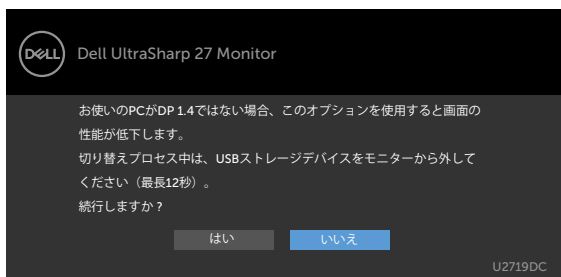 DELL
Dell UltraSharp 27 Monitor
お使いのPCがDP 1.4ではない場合、このオプションを使用すると画面の
性能が低下します。
切り替えプロセス中は、USBストレージデバイスをモニターから外して
ください（最長12秒）。
続行しますか？
はい
いいえ
U2719DC